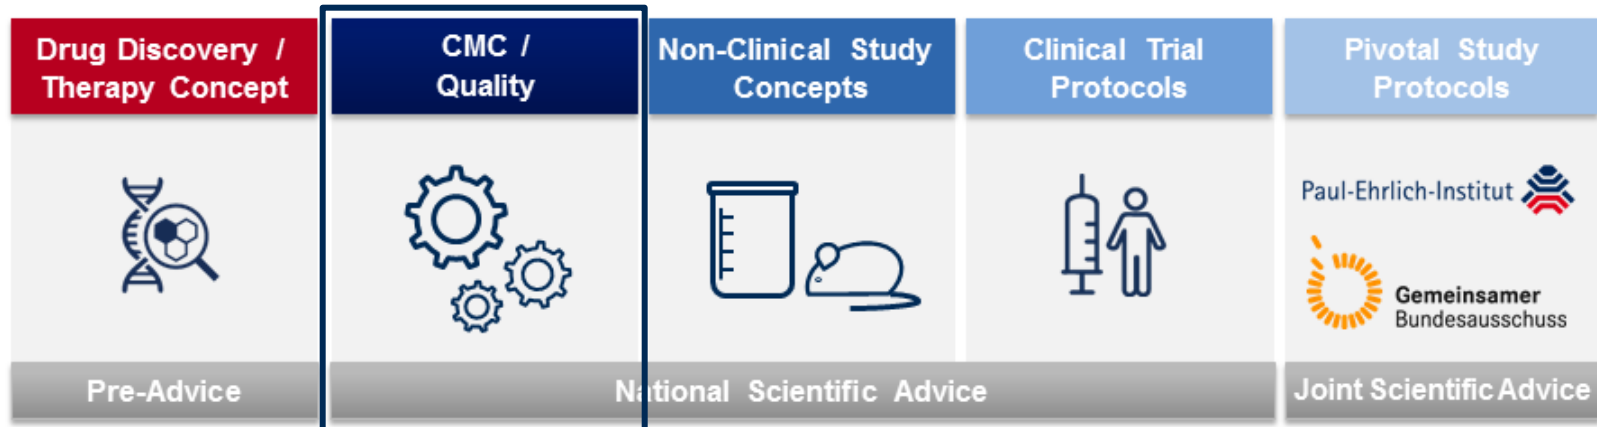 Drug Discovery /
Therapy Concept
CMC /
Quality
Non-Clinical Study
Concepts
Clinical Trial
Protocols
Pivotal Study
Protocols
Paul-Ehrlich-Institut
Gemeinsamer
Bundesausschuss
Pre-Advice
National Scientific Advice
Joint Scientific Advice